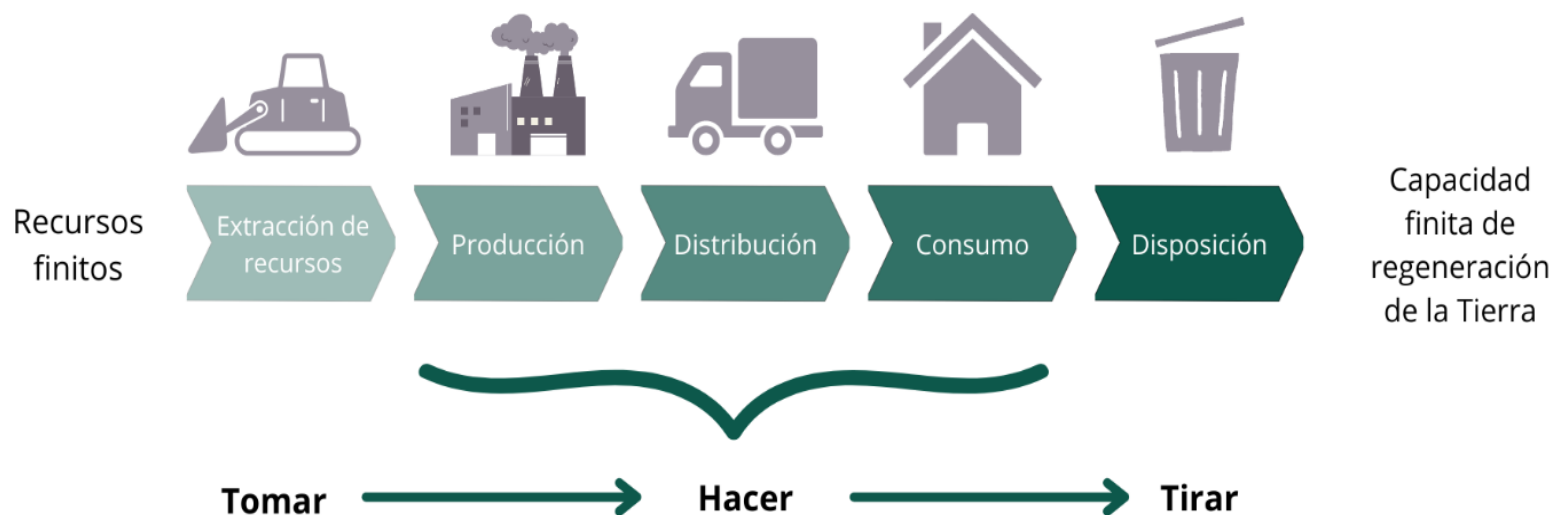 Recursos
finitos
Extracción de
recursos
Producción
Distribución
Consumo
Disposición
Capacidad
finita de
regeneración
de la Tierra
Tomar
Hacer
Tirar